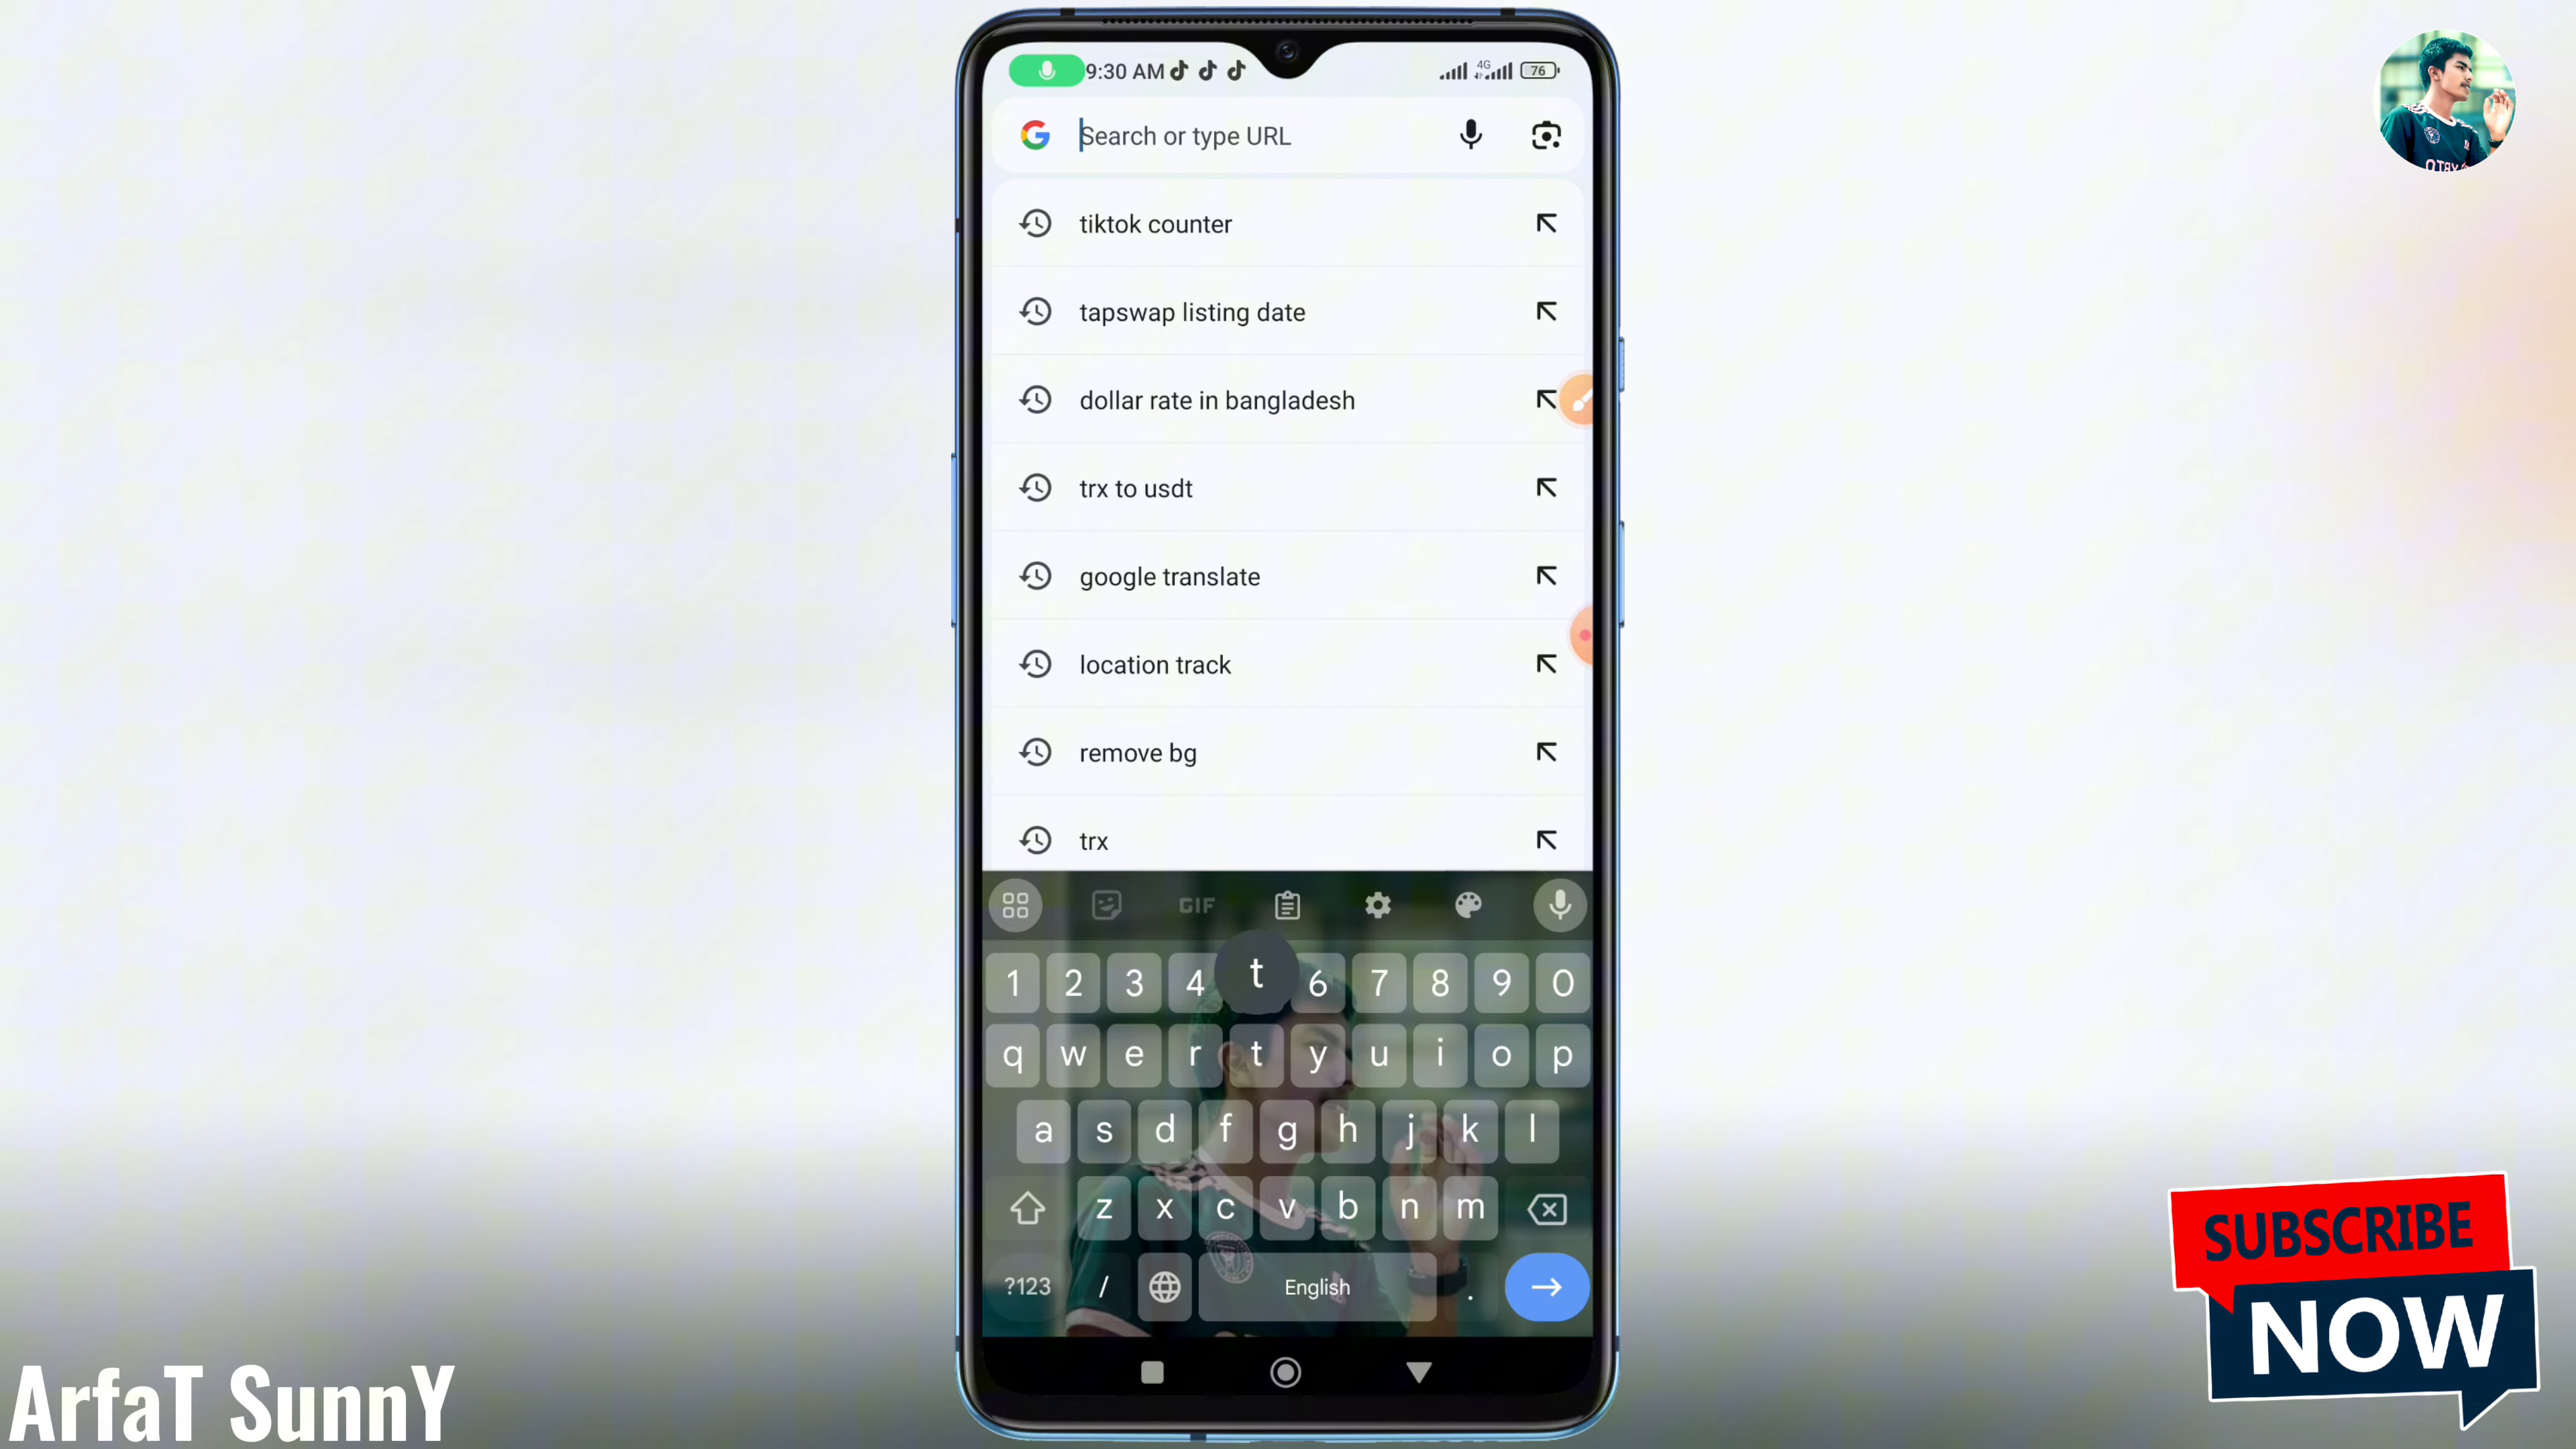 9:30 AM
4G
76
Search or type URL
tiktok counter
tapswap listing date
dollar rate in bangladesh
trx to usdt
google translate
location track
remove bg
trx
GIF
1 2 3 4 t 6 7 8 9 0
q w e r t y u i o p
a s d f g h j k l
z x c v b n m
?123 / English .
SUBSCRIBE
NOW
ArfaT SunnY